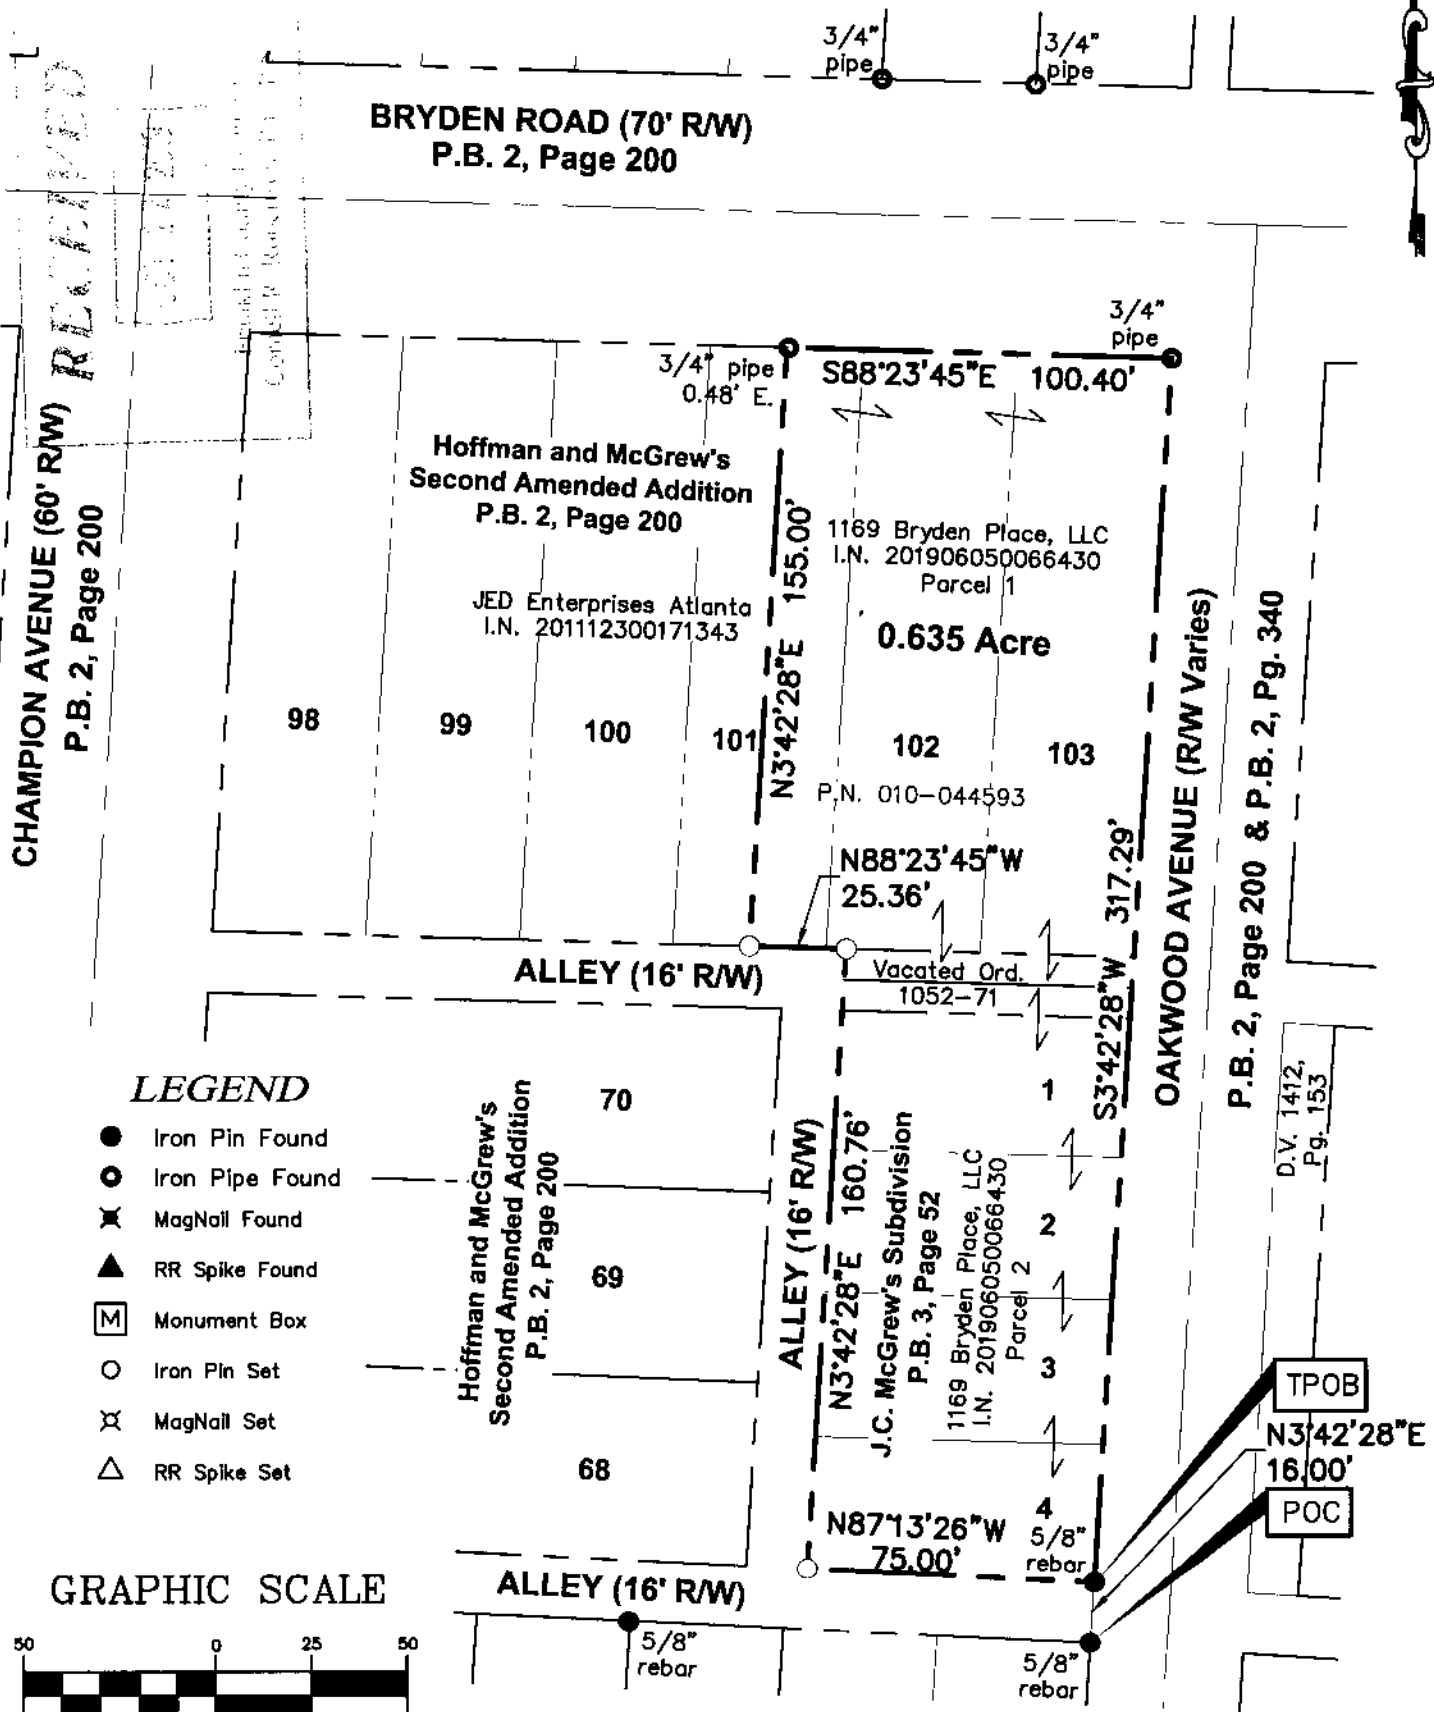 3/4"
pipe
3/4"
pipe
BRYDEN ROAD (70' R/W)
P.B. 2, Page 200
RECEIVED
CHAMPION AVENUE (60' R/W)
P.B. 2, Page 200
3/4" pipe
0.48' E.
3/4"
pipe
S88°23'45"E 100.40'
Hoffman and McGrew's
Second Amended Addition
P.B. 2, Page 200
JED Enterprises Atlanta
I.N. 201112300171343
N3°42'28"E 155.00'
1169 Bryden Place, LLC
I.N. 201906050066430
Parcel 1
0.635 Acre
98
99
100
101
102
103
P.N. 010-044593
N88°23'45"W
25.36'
S3°42'28"W 317.29'
OAKWOOD AVENUE (R/W Varies)
P.B. 2, Page 200 & P.B. 2, Pg. 340
ALLEY (16' R/W)
Vacated Ord.
1052-71
D.V. 1412,
Pg. 153
LEGEND
Iron Pin Found
Iron Pipe Found
MagNail Found
RR Spike Found
M Monument Box
Iron Pin Set
MagNail Set
RR Spike Set
Hoffman and McGrew's
Second Amended Addition
P.B. 2, Page 200
70
69
68
ALLEY (16' R/W)
N3°42'28"E 160.76'
J.C. McGrew's Subdivision
P.B. 3, Page 52
1169 Bryden Place, LLC
I.N. 201906050066430
Parcel 2
1
2
3
4
TPOB
N3°42'28"E
16.00'
POC
N87°13'26"W
75.00'
5/8"
rebar
ALLEY (16' R/W)
5/8"
rebar
5/8"
rebar
GRAPHIC SCALE
50 0 25 50